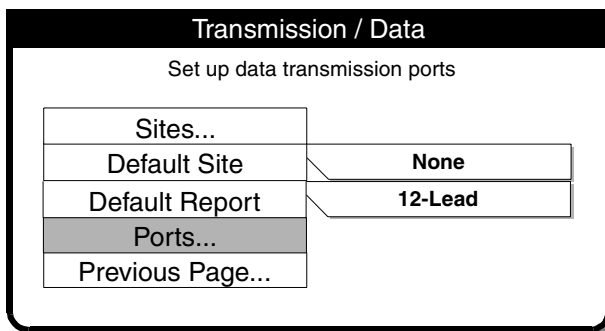 Transmission / Data
Set up data transmission ports
Sites...
Default Site None
Default Report 12-Lead
Ports...
Previous Page...